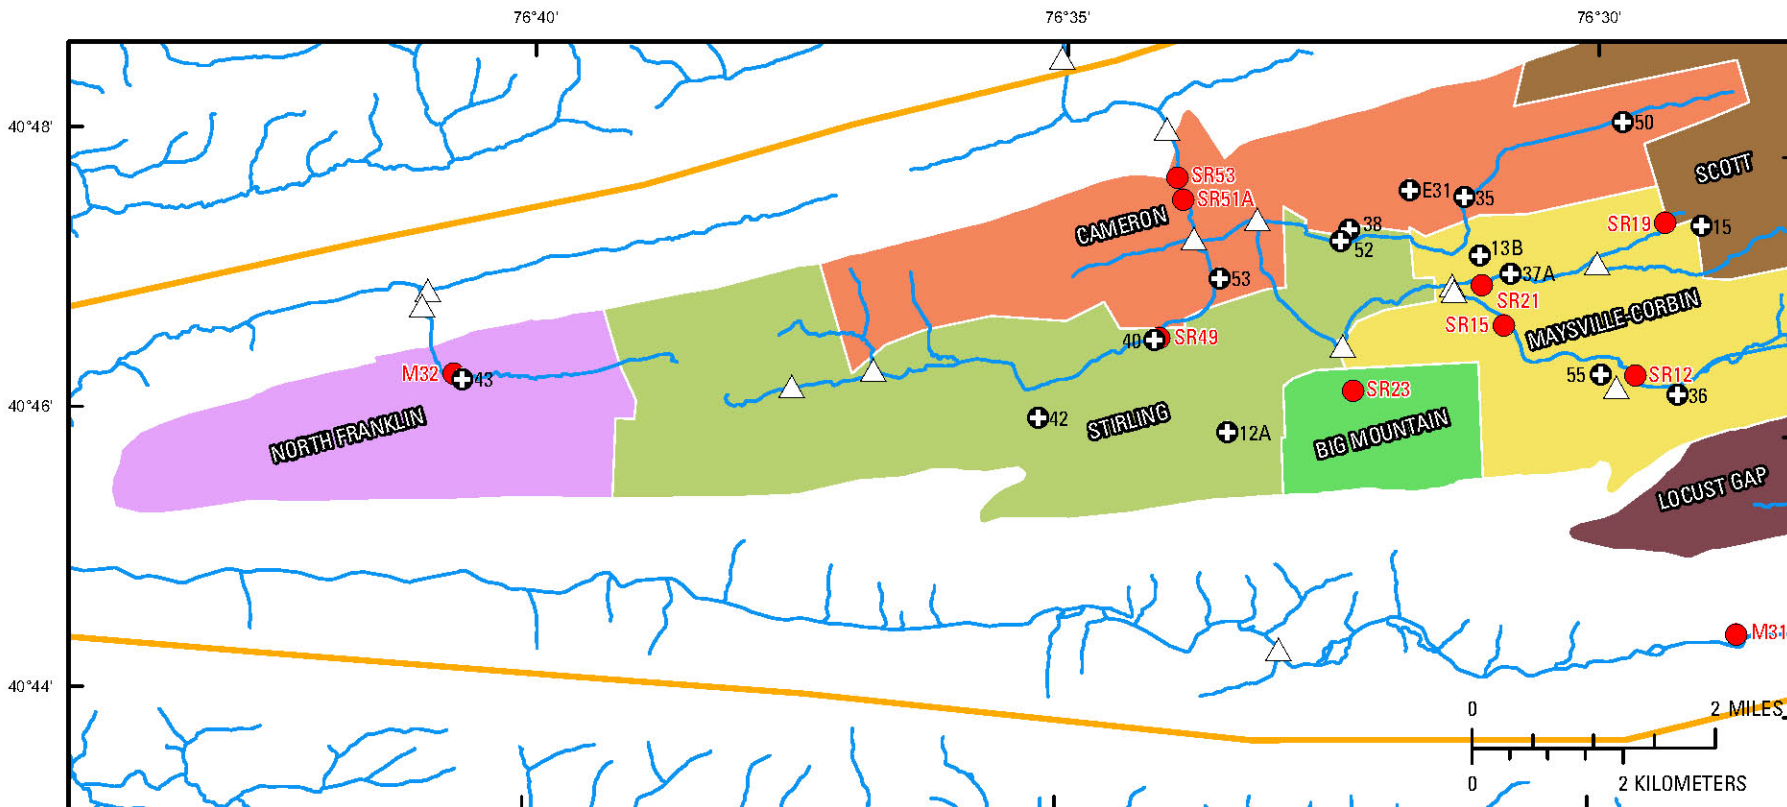 76°40'
76°35'
76°30'
40°48'
50
SCOTT
SR53
E31
35
SR51A
CAMERON
38
SR19
15
52
13B
53
37A
SR21
MAYSVILLE-CORBIN
SR15
40
SR49
M32
43
55
SR12
36
40°46'
SR23
42
STIRLING
12A
NORTH FRANKLIN
BIG MOUNTAIN
LOCUST GAP
M31
40°44'
0
2 MILES
0
2 KILOMETERS